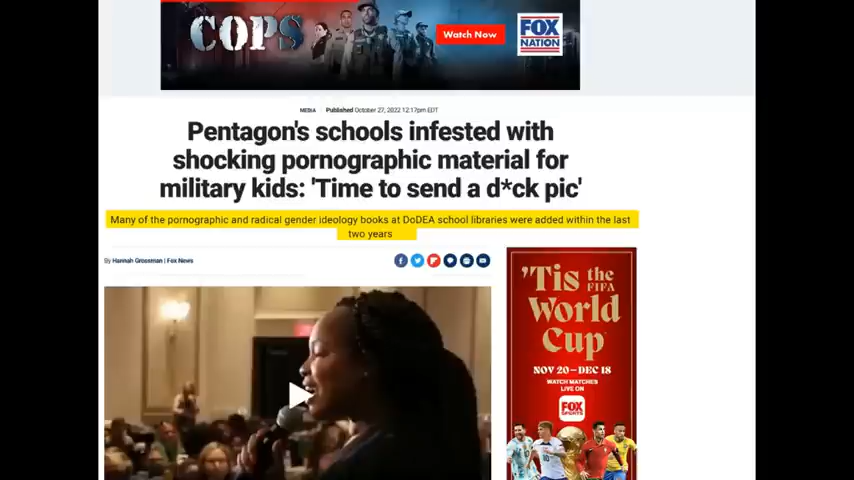 COPS
Watch Now
FOX
NATION
MEDIA Published October 27, 2022 12:17pm EDT
Pentagon's schools infested with
shocking pornographic material for
military kids: 'Time to send a d*ck pic'
Many of the pornographic and radical gender ideology books at DoDEA school libraries were added within the last
two years
By Hannah Grossman | Fox News
'Tis the
FIFA
World
Cup
NOV 20–DEC 18
WATCH MATCHES
LIVE ON
FOX
SPORTS